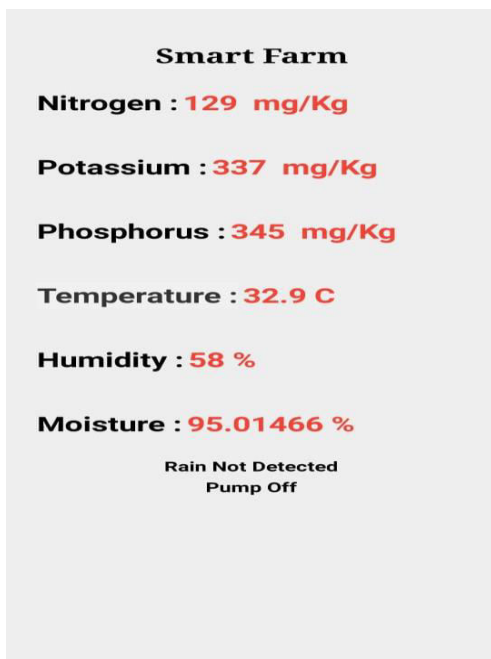 Smart Farm
Nitrogen : 129 mg/Kg
Potassium : 337 mg/Kg
Phosphorus : 345 mg/Kg
Temperature : 32.9 C
Humidity : 58 %
Moisture : 95.01466 %
Rain Not Detected
Pump Off